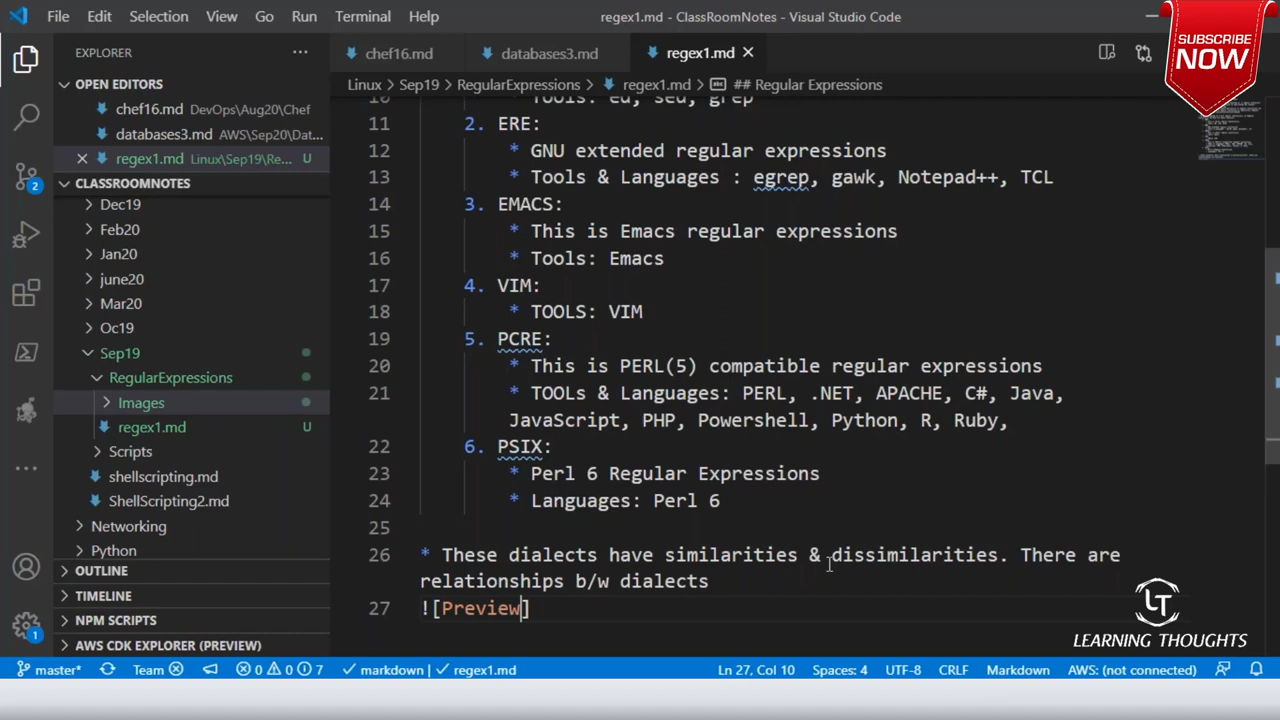 File Edit Selection View Go Run Terminal Help regex1.md - ClassRoomNotes - Visual Studio Code
SUBSCRIBE
NOW
EXPLORER
chef16.md databases3.md regex1.md
OPEN EDITORS
Linux > Sep19 > RegularExpressions > regex1.md > ## Regular Expressions
chef16.md DevOps\Aug20\Chef
databases3.md AWS\Sep20\Dat...
regex1.md Linux\Sep19\Re... U
CLASSROOMNOTES
Dec19
Feb20
Jan20
june20
Mar20
Oc19
Sep19
RegularExpressions
Images
regex1.md U
Scripts
shellscripting.md
ShellScripting2.md
Networking
Python
OUTLINE
TIMELINE
NPM SCRIPTS
AWS CDK EXPLORER (PREVIEW)
2
1
10 Tools: ed, sed, grep
11 2. ERE:
12 * GNU extended regular expressions
13 * Tools & Languages : egrep, gawk, Notepad++, TCL
14 3. EMACS:
15 * This is Emacs regular expressions
16 * Tools: Emacs
17 4. VIM:
18 * TOOLS: VIM
19 5. PCRE:
20 * This is PERL(5) compatible regular expressions
21 * TOOLs & Languages: PERL, .NET, APACHE, C#, Java,
JavaScript, PHP, Powershell, Python, R, Ruby,
22 6. PSIX:
23 * Perl 6 Regular Expressions
24 * Languages: Perl 6
25
26 * These dialects have similarities & dissimilarities. There are
relationships b/w dialects
27 ![Preview]
LT
LEARNING THOUGHTS
master* Team 0 0 7 markdown | regex1.md Ln 27, Col 10 Spaces: 4 UTF-8 CRLF Markdown AWS: (not connected)